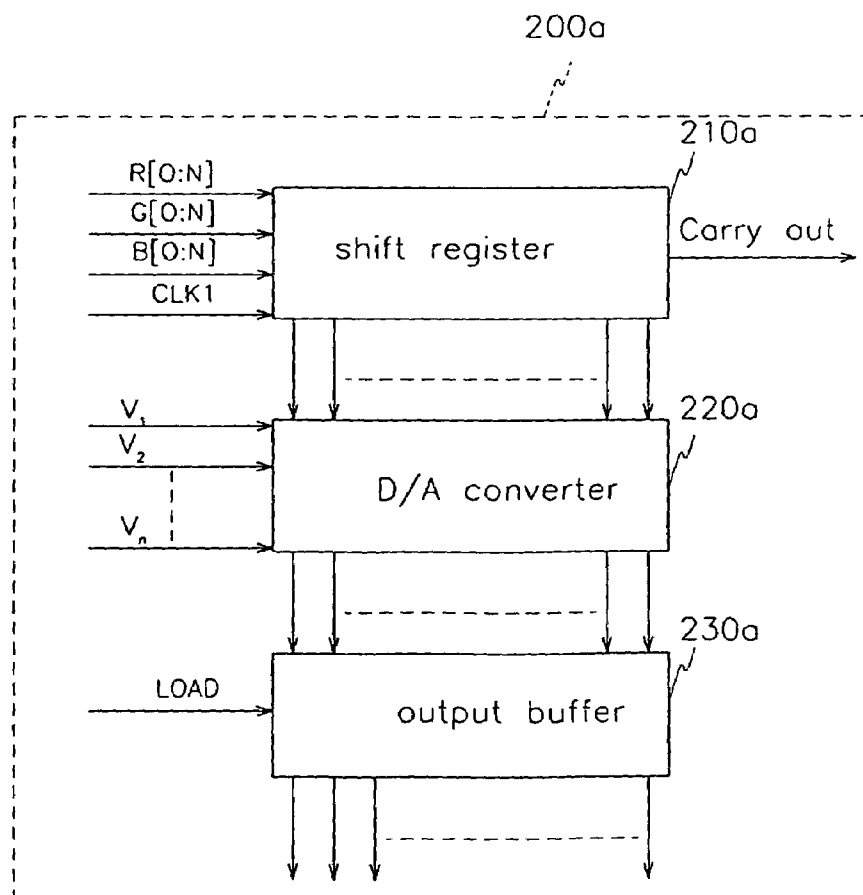 200a
210a
R[0:N]
G[0:N]
B[0:N]
CLK1
shift register
Carry out
220a
V₁
V₂
Vₙ
D/A converter
230a
LOAD
output buffer